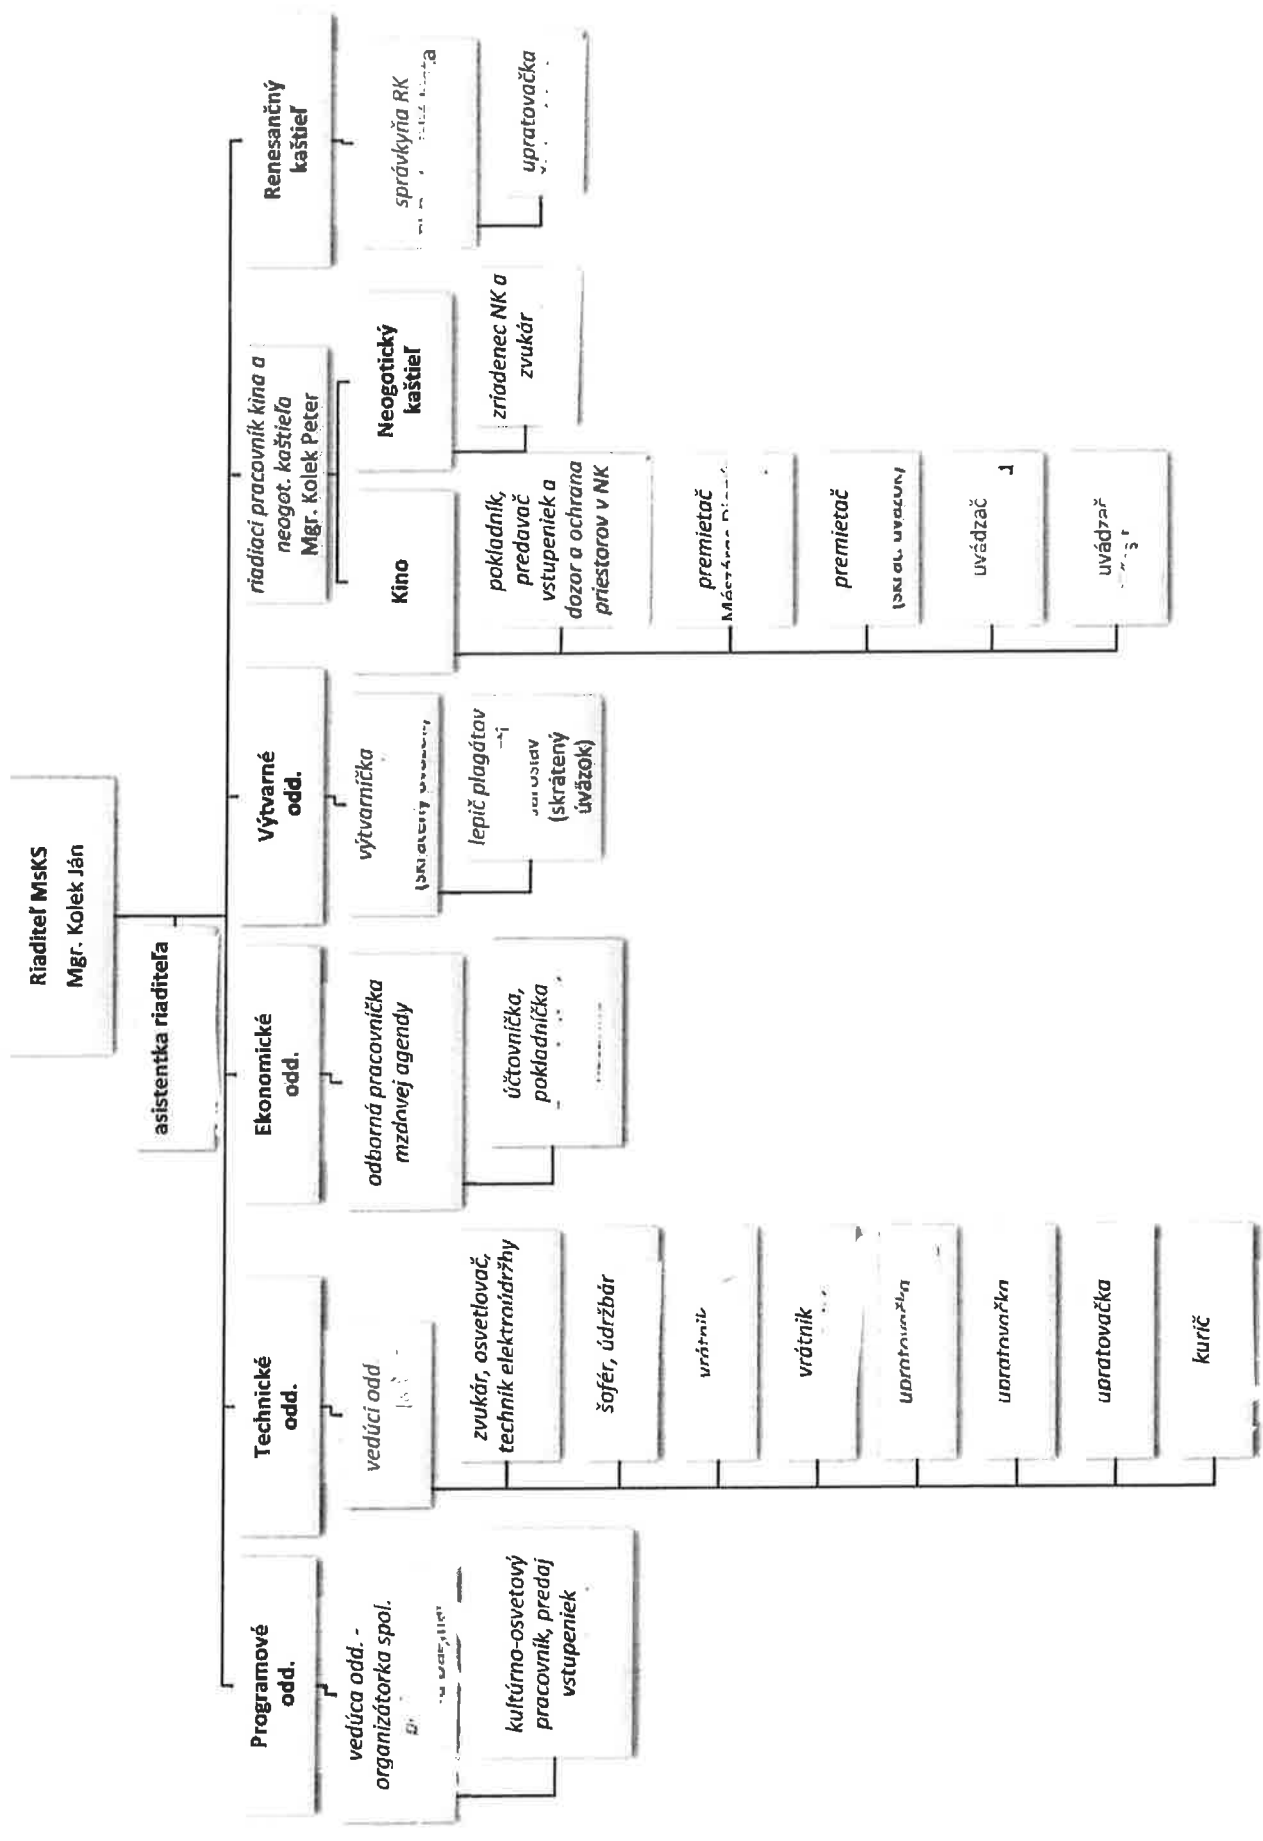 Riaditeľ MsKS
Mgr. Kolek Ján
asistentka riaditeľa
Programové
odd.
vedúca odd. -
organizátorka spol.
kultúrno-osvetový
pracovník, predaj
vstupeniek
Technické
odd.
vedúci odd
zvukár, osvetlovač,
technik elektroúdržby
šofér, údržbár
vrátnik
vrátnik
upratovačka
upratovačka
upratovačka
kurič
Ekonomické
odd.
odborná pracovníčka
mzdovej agendy
účtovníčka,
pokladníčka
Výtvarné
odd.
výtvarníčka
lepič plagátov
(skrátený
úväzok)
riadiaci pracovník kina a
neogot. kaštieľa
Mgr. Kolek Peter
Kino
pokladník,
predavač
vstupeniek a
dozor a ochrana
priestorov v NK
premietač
premietač
uvádzač
uvádzač
Neogotický
kaštieľ
zriadenec NK a
zvukár
Renesančný
kaštieľ
správkyňa RK
upratovačka